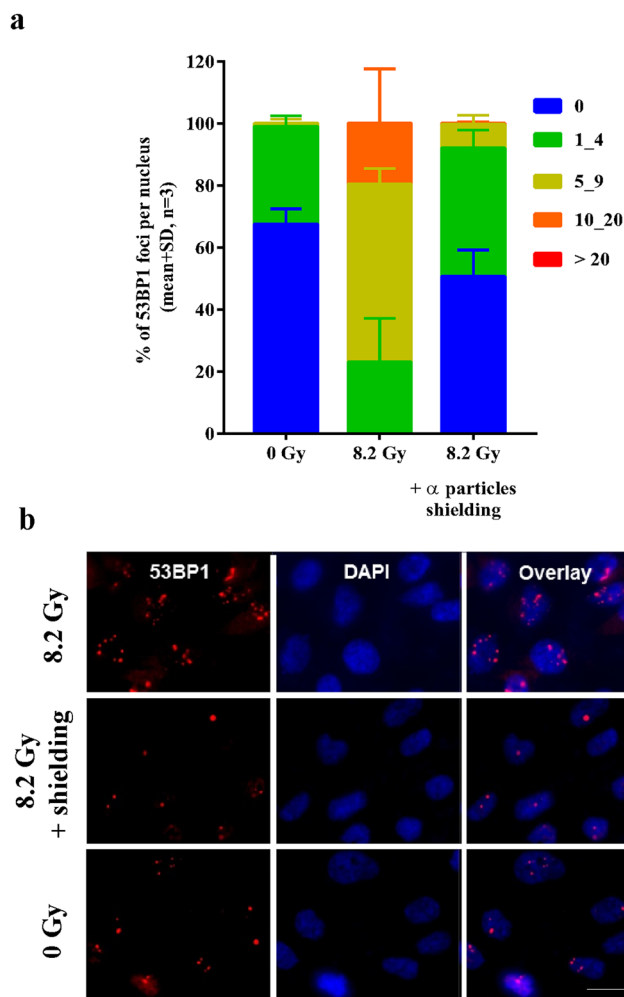 a
% of 53BP1 foci per nucleus
(mean+SD, n=3)
120
100
80
60
40
20
0
0 Gy
8.2 Gy
8.2 Gy
+ α particles
shielding
0
1_4
5_9
10_20
> 20
b
53BP1
DAPI
Overlay
8.2 Gy
8.2 Gy
+ shielding
0 Gy